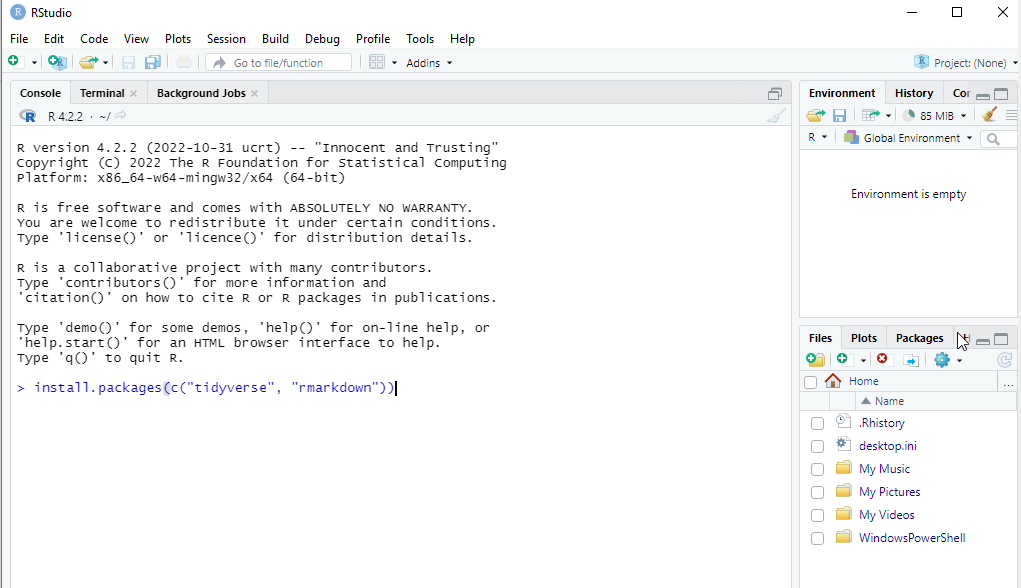 RStudio
File Edit Code View Plots Session Build Debug Profile Tools Help
Go to file/function Addins Project: (None)
Console Terminal Background Jobs
R 4.2.2 · ~/
R version 4.2.2 (2022-10-31 ucrt) -- "Innocent and Trusting"
Copyright (C) 2022 The R Foundation for Statistical Computing
Platform: x86_64-w64-mingw32/x64 (64-bit)
R is free software and comes with ABSOLUTELY NO WARRANTY.
You are welcome to redistribute it under certain conditions.
Type 'license()' or 'licence()' for distribution details.
R is a collaborative project with many contributors.
Type 'contributors()' for more information and
'citation()' on how to cite R or R packages in publications.
Type 'demo()' for some demos, 'help()' for on-line help, or
'help.start()' for an HTML browser interface to help.
Type 'q()' to quit R.
> install.packages(c("tidyverse", "rmarkdown"))
Environment History Cor
85 MiB
R Global Environment
Environment is empty
Files Plots Packages
Home ...
Name
.Rhistory
desktop.ini
My Music
My Pictures
My Videos
WindowsPowerShell